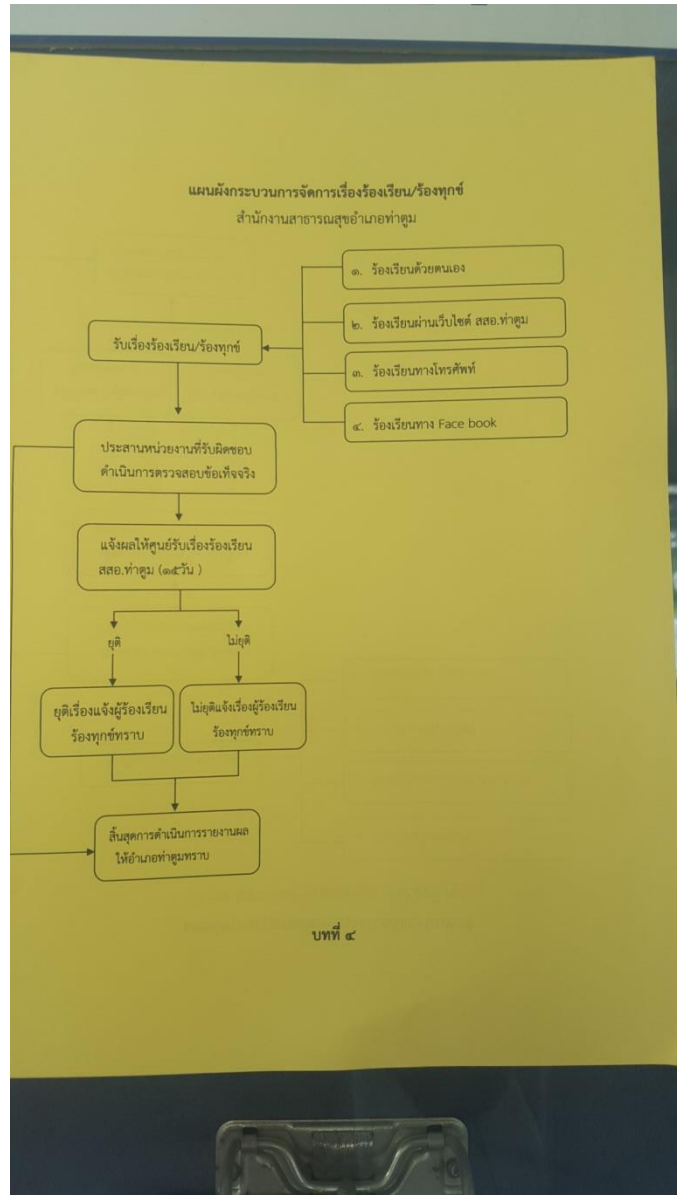 แผนผังกระบวนการจัดการเรื่องร้องเรียน/ร้องทุกข์
สำนักงานสาธารณสุขอำเภอท่าตูม
๑. ร้องเรียนด้วยตนเอง
๒. ร้องเรียนผ่านเว็บไซต์ สสอ.ท่าตูม
๓. ร้องเรียนทางโทรศัพท์
๔. ร้องเรียนทาง Face book
รับเรื่องร้องเรียน/ร้องทุกข์
ประสานหน่วยงานที่รับผิดชอบ
ดำเนินการตรวจสอบข้อเท็จจริง
แจ้งผลให้ศูนย์รับเรื่องร้องเรียน
สสอ.ท่าตูม (๑๕วัน )
ยุติ
ไม่ยุติ
ยุติเรื่องแจ้งผู้ร้องเรียน
ร้องทุกข์ทราบ
ไม่ยุติแจ้งเรื่องผู้ร้องเรียน
ร้องทุกข์ทราบ
สิ้นสุดการดำเนินการรายงานผล
ให้อำเภอท่าตูมทราบ
บทที่ ๔